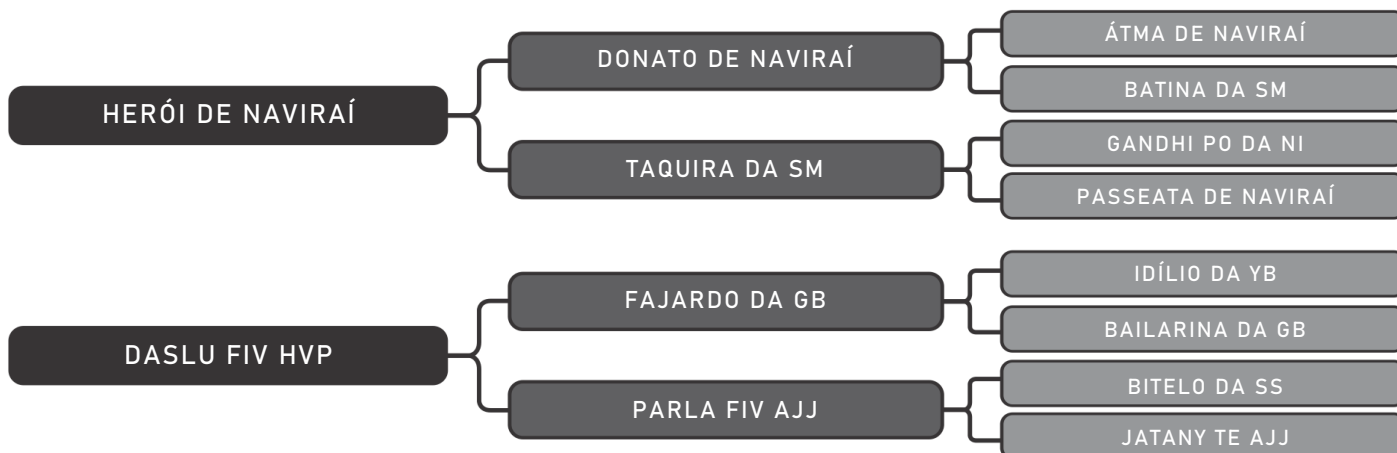 HERÓI DE NAVIRAÍ
DONATO DE NAVIRAÍ
ÁTMA DE NAVIRAÍ
BATINA DA SM
TAQUIRA DA SM
GANDHI PO DA NI
PASSEATA DE NAVIRAÍ
DASLU FIV HVP
FAJARDO DA GB
IDÍLIO DA YB
BAILARINA DA GB
PARLA FIV AJJ
BITELO DA SS
JATANY TE AJJ